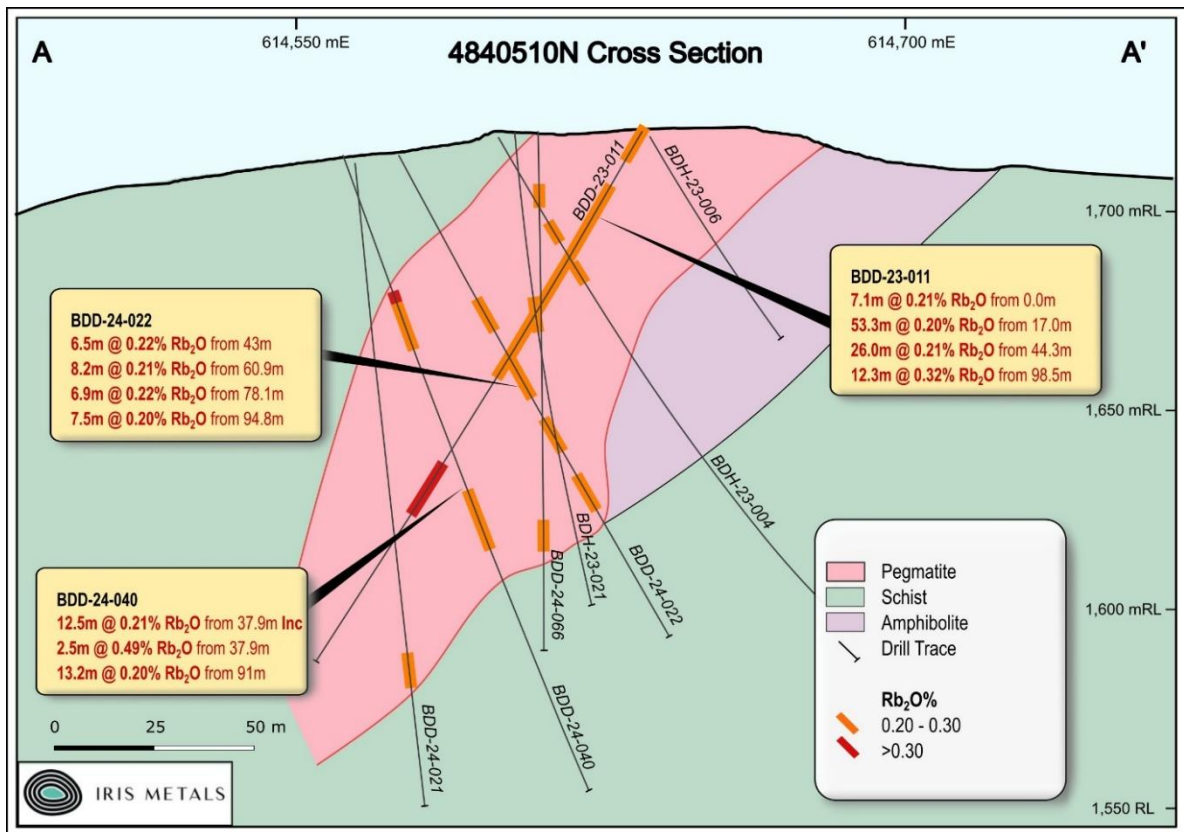 A
614,550 mE
4840510N Cross Section
614,700 mE
A'
BDD-23-011
BDH-23-006
1,700 mRL
BDD-23-011
7.1m @ 0.21% Rb₂O from 0.0m
53.3m @ 0.20% Rb₂O from 17.0m
26.0m @ 0.21% Rb₂O from 44.3m
12.3m @ 0.32% Rb₂O from 98.5m
BDD-24-022
6.5m @ 0.22% Rb₂O from 43m
8.2m @ 0.21% Rb₂O from 60.9m
6.9m @ 0.22% Rb₂O from 78.1m
7.5m @ 0.20% Rb₂O from 94.8m
1,650 mRL
BDH-23-004
BDH-23-021
BDD-24-022
BDD-24-066
BDD-24-040
12.5m @ 0.21% Rb₂O from 37.9m Inc
2.5m @ 0.49% Rb₂O from 37.9m
13.2m @ 0.20% Rb₂O from 91m
Pegmatite
Schist
Amphibolite
Drill Trace
Rb₂O%
0.20 - 0.30
>0.30
1,600 mRL
BDD-24-021
BDD-24-040
0 25 50 m
IRIS METALS
1,550 RL